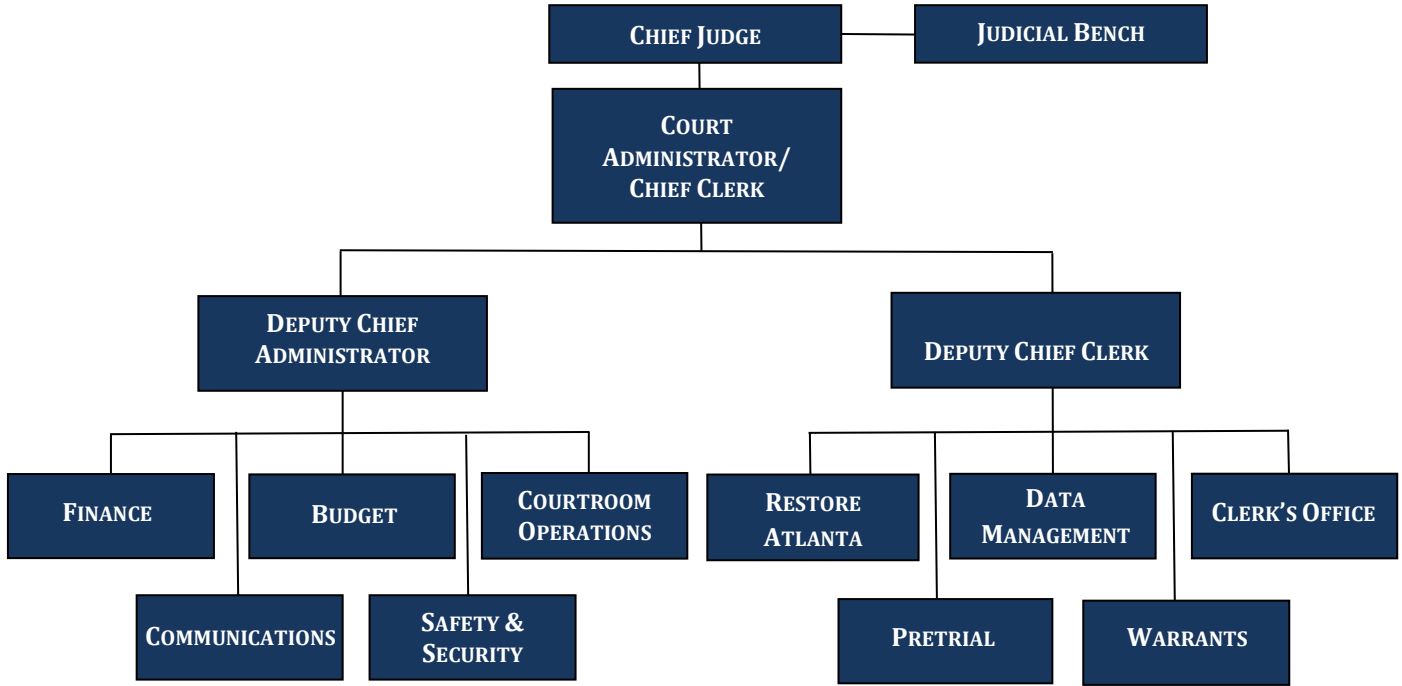 CHIEF JUDGE
JUDICIAL BENCH
COURT
ADMINISTRATOR/
CHIEF CLERK
DEPUTY CHIEF
ADMINISTRATOR
DEPUTY CHIEF CLERK
FINANCE
BUDGET
COURTROOM
OPERATIONS
RESTORE
ATLANTA
DATA
MANAGEMENT
CLERK’S OFFICE
COMMUNICATIONS
SAFETY &
SECURITY
PRETRIAL
WARRANTS